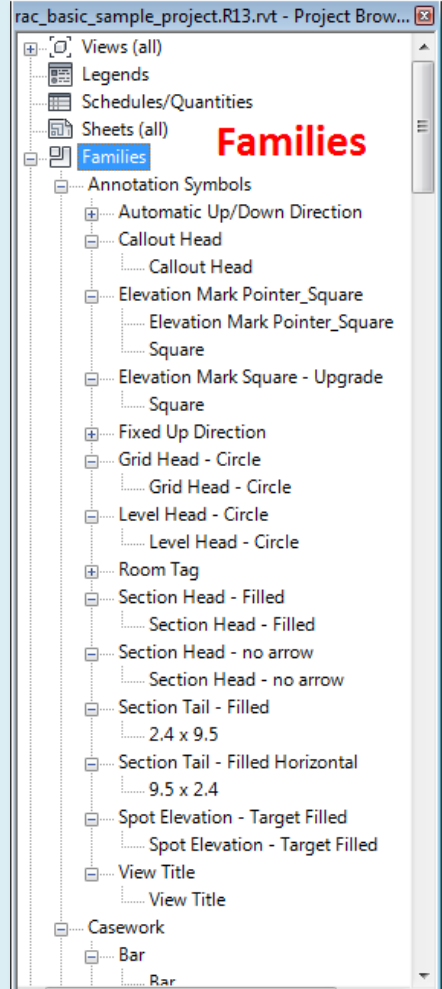 rac_basic_sample_project.R13.rvt - Project Brow...
Views (all)
Legends
Schedules/Quantities
Sheets (all)
Families
Families
Annotation Symbols
Automatic Up/Down Direction
Callout Head
Callout Head
Elevation Mark Pointer_Square
Elevation Mark Pointer_Square
Square
Elevation Mark Square - Upgrade
Square
Fixed Up Direction
Grid Head - Circle
Grid Head - Circle
Level Head - Circle
Level Head - Circle
Room Tag
Section Head - Filled
Section Head - Filled
Section Head - no arrow
Section Head - no arrow
Section Tail - Filled
2.4 x 9.5
Section Tail - Filled Horizontal
9.5 x 2.4
Spot Elevation - Target Filled
Spot Elevation - Target Filled
View Title
View Title
Casework
Bar
Bar